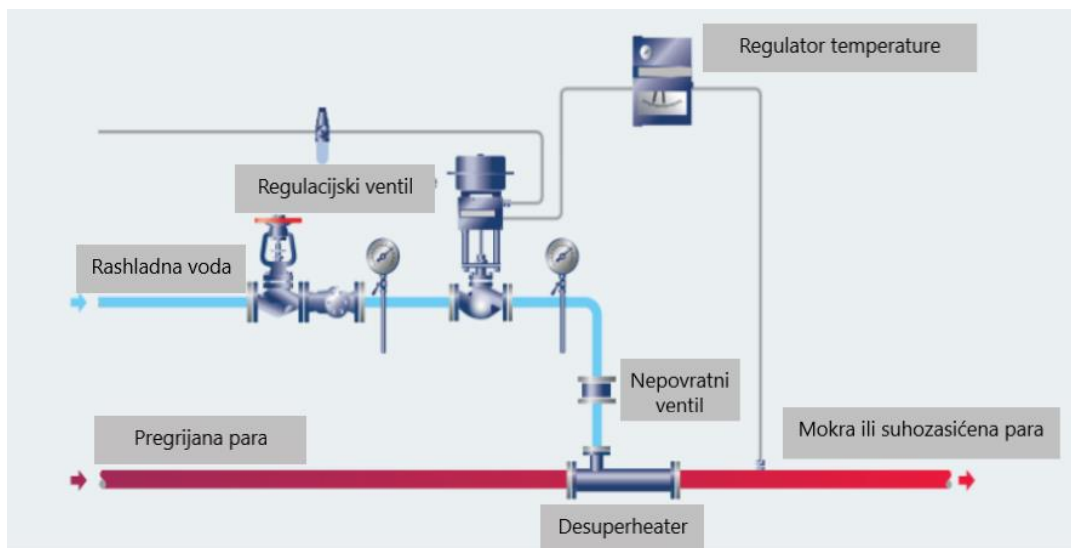 Regulator temperature
Regulacijski ventil
Rashladna voda
Nepovratni
ventil
Pregrijana para
Mokra ili suhozasićena para
Desuperheater